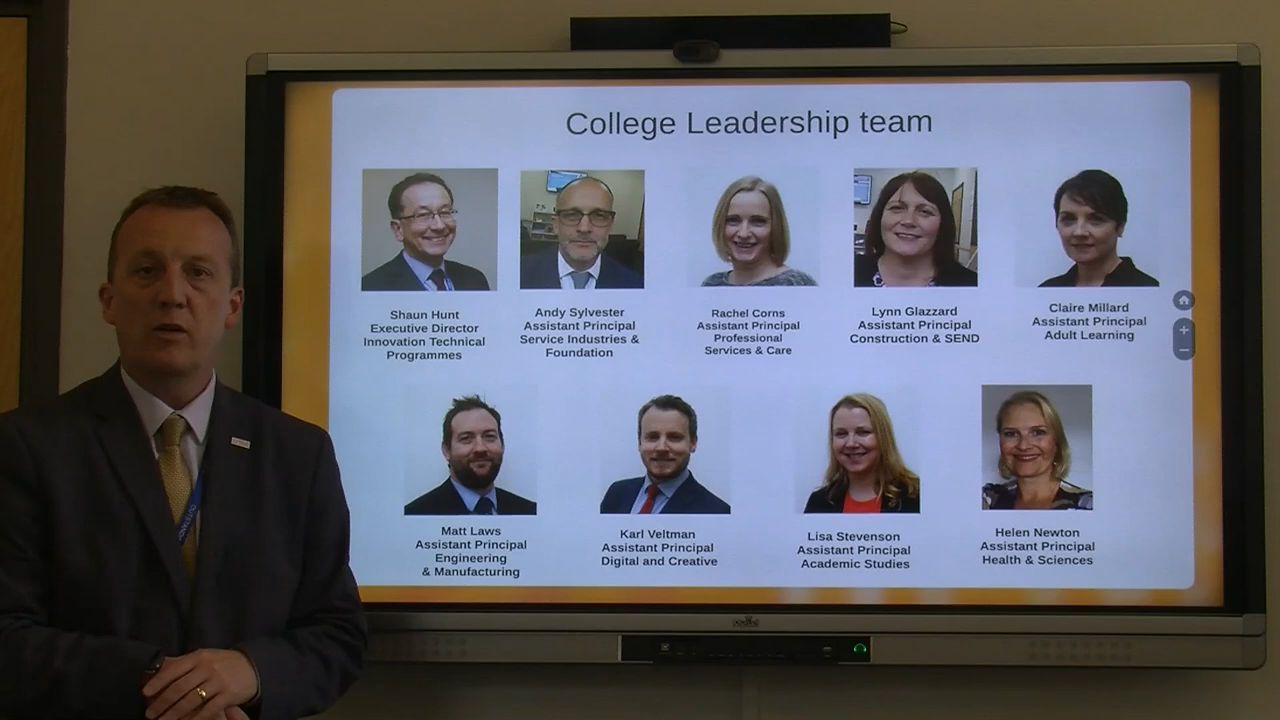 College Leadership team
Shaun Hunt
Executive Director
Innovation Technical
Programmes
Andy Sylvester
Assistant Principal
Service Industries &
Foundation
Rachel Corns
Assistant Principal
Professional
Services & Care
Lynn Glazzard
Assistant Principal
Construction & SEND
Claire Millard
Assistant Principal
Adult Learning
Matt Laws
Assistant Principal
Engineering
& Manufacturing
Karl Veltman
Assistant Principal
Digital and Creative
Lisa Stevenson
Assistant Principal
Academic Studies
Helen Newton
Assistant Principal
Health & Sciences